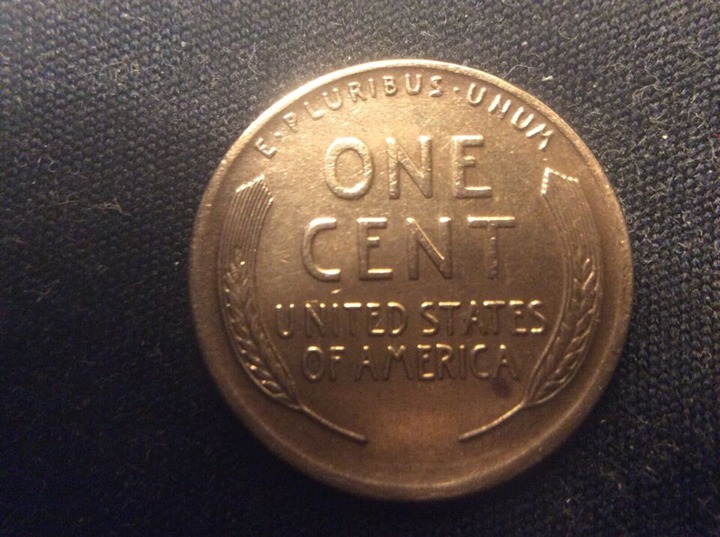 E·PLURIBUS·UNUM
ONE
CENT
UNITED STATES
OF AMERICA